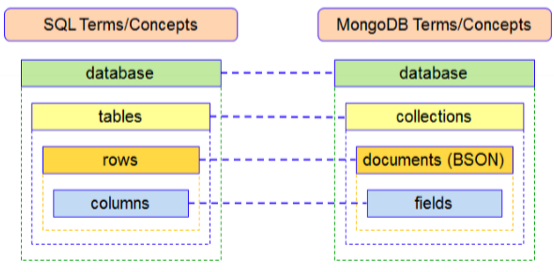 SQL Terms/Concepts
MongoDB Terms/Concepts
database
database
tables
collections
rows
documents (BSON)
columns
fields